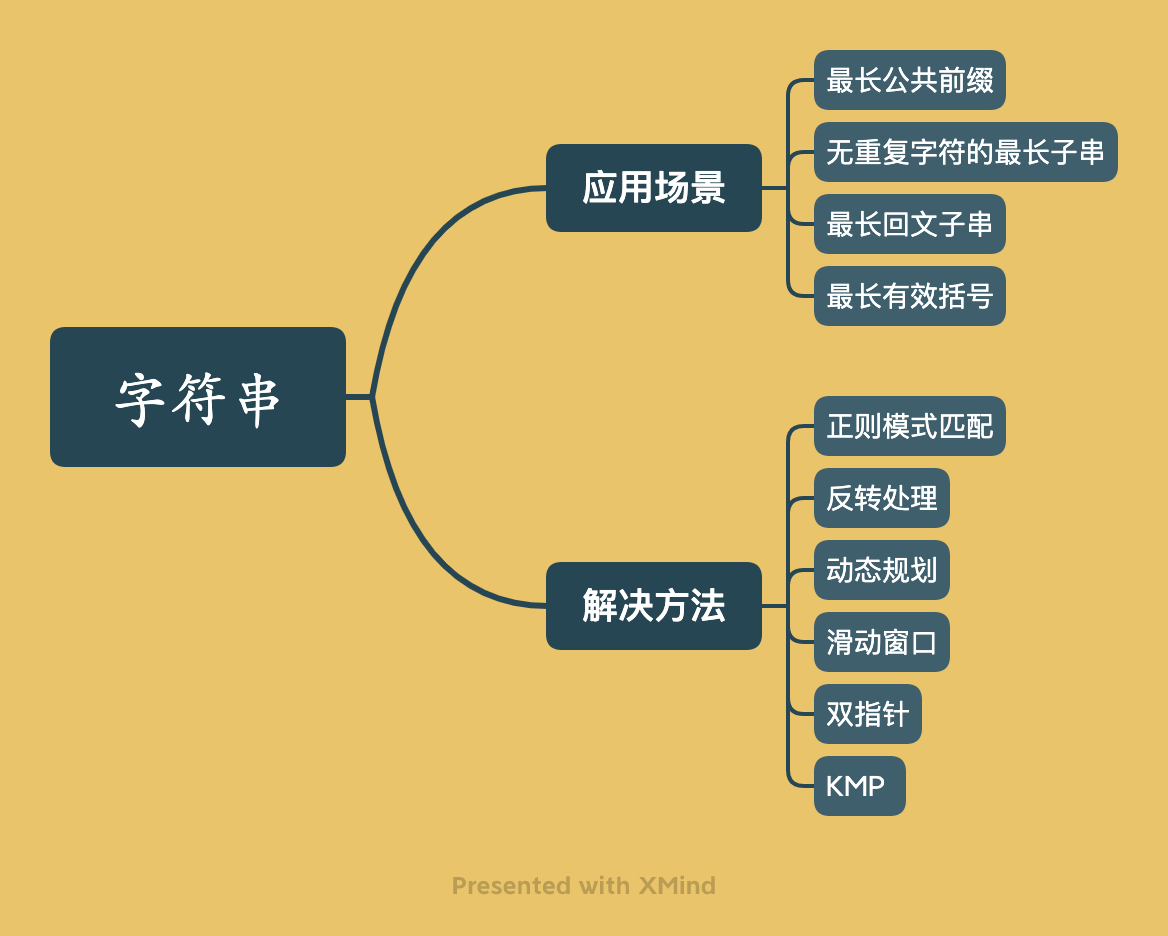 字符串
应用场景
最长公共前缀
无重复字符的最长子串
最长回文子串
最长有效括号
解决方法
正则模式匹配
反转处理
动态规划
滑动窗口
双指针
KMP
Presented with XMind